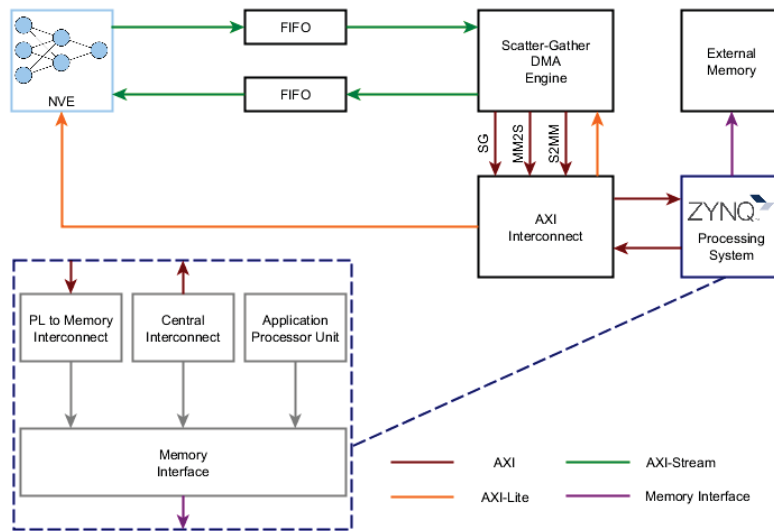 NVE
FIFO
FIFO
Scatter-Gather
DMA
Engine
External
Memory
SG
MM2S
S2MM
AXI
Interconnect
ZYNQ
Processing
System
PL to Memory
Interconnect
Central
Interconnect
Application
Processor Unit
Memory
Interface
AXI
AXI-Stream
AXI-Lite
Memory Interface